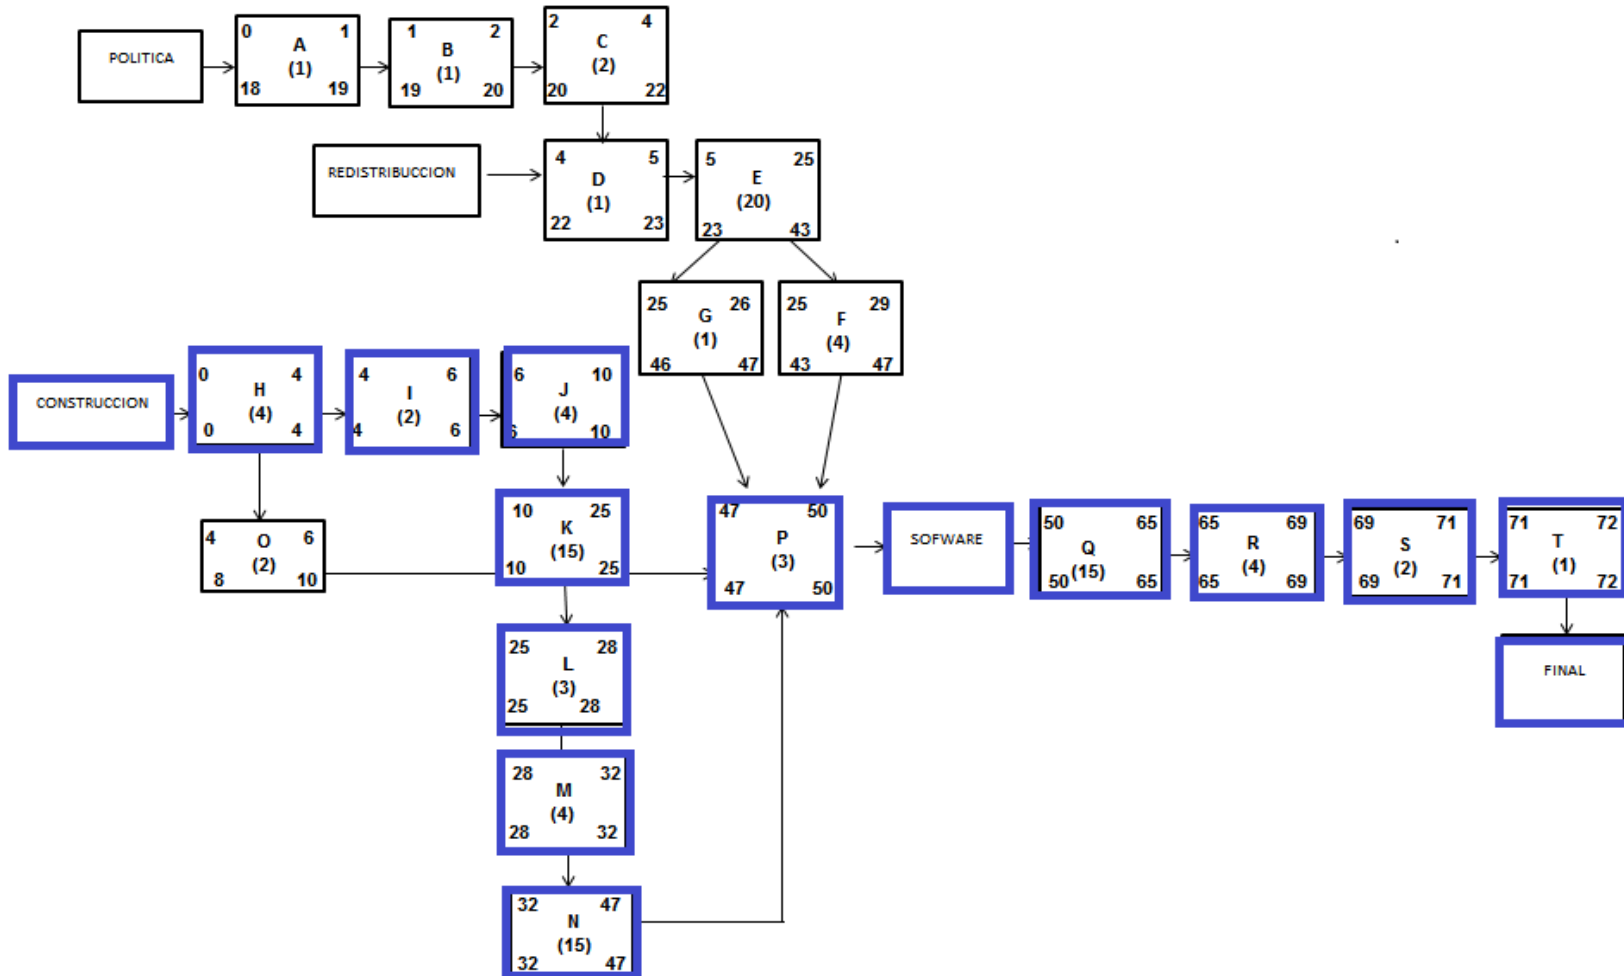 POLITICA
0 1
A
(1)
18 19
1 2
B
(1)
19 20
2 4
C
(2)
20 22
REDISTRIBUCCION
4 5
D
(1)
22 23
5 25
E
(20)
23 43
25 26
G
(1)
46 47
25 29
F
(4)
43 47
CONSTRUCCION
0 4
H
(4)
0 4
4 6
I
(2)
4 6
6 10
J
(4)
6 10
4 6
O
(2)
8 10
10 25
K
(15)
10 25
47 50
P
(3)
47 50
SOFWARE
50 65
Q
(15)
50 65
65 69
R
(4)
65 69
69 71
S
(2)
69 71
71 72
T
(1)
71 72
FINAL
25 28
L
(3)
25 28
28 32
M
(4)
28 32
32 47
N
(15)
32 47